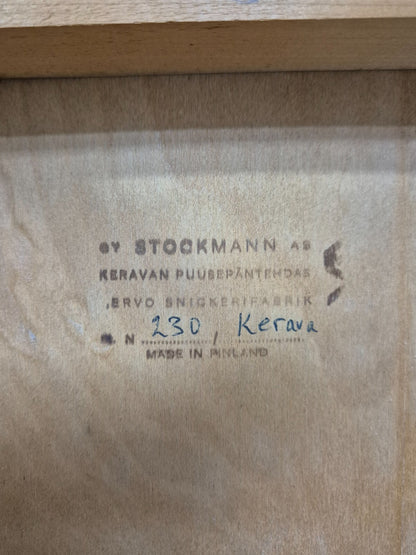 OY STOCKMANN AB
KERAVAN PUUSEPÄNTEHDAS
KERVO SNICKERIFABRIK
N 230 / Kerava
MADE IN FINLAND